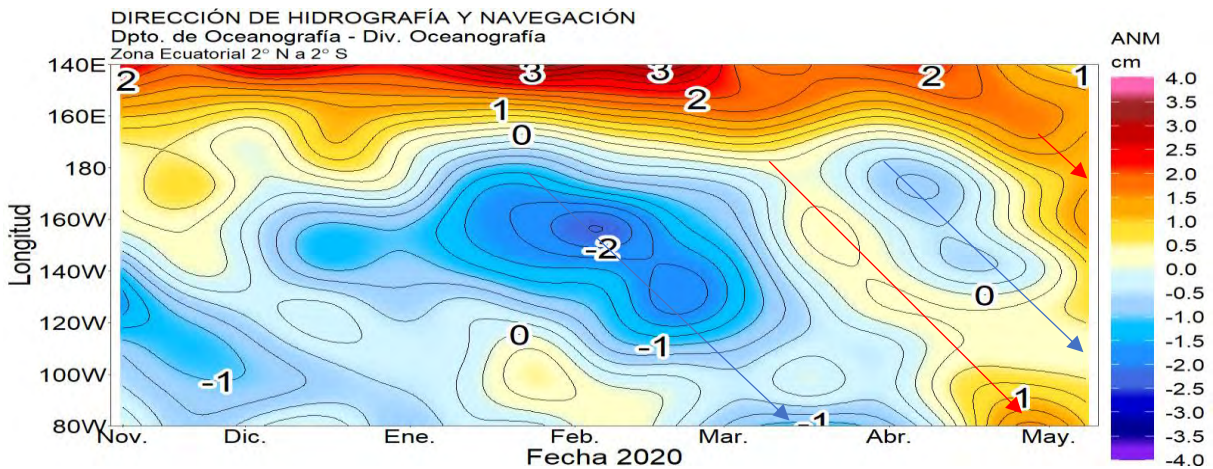 DIRECCIÓN DE HIDROGRAFÍA Y NAVEGACIÓN
Dpto. de Oceanografía - Div. Oceanografía
Zona Ecuatorial 2° N a 2° S
ANM
cm
4.0
3.5
3.0
2.5
2.0
1.5
1.0
0.5
0.0
-0.5
-1.0
-1.5
-2.0
-2.5
-3.0
-3.5
-4.0
Longitud
140E
160E
180
160W
140W
120W
100W
80W
2
3
3
2
2
1
1
0
-2
0
0
-1
-1
1
-1
Nov.
Dic.
Ene.
Feb.
Mar.
Abr.
May.
Fecha 2020